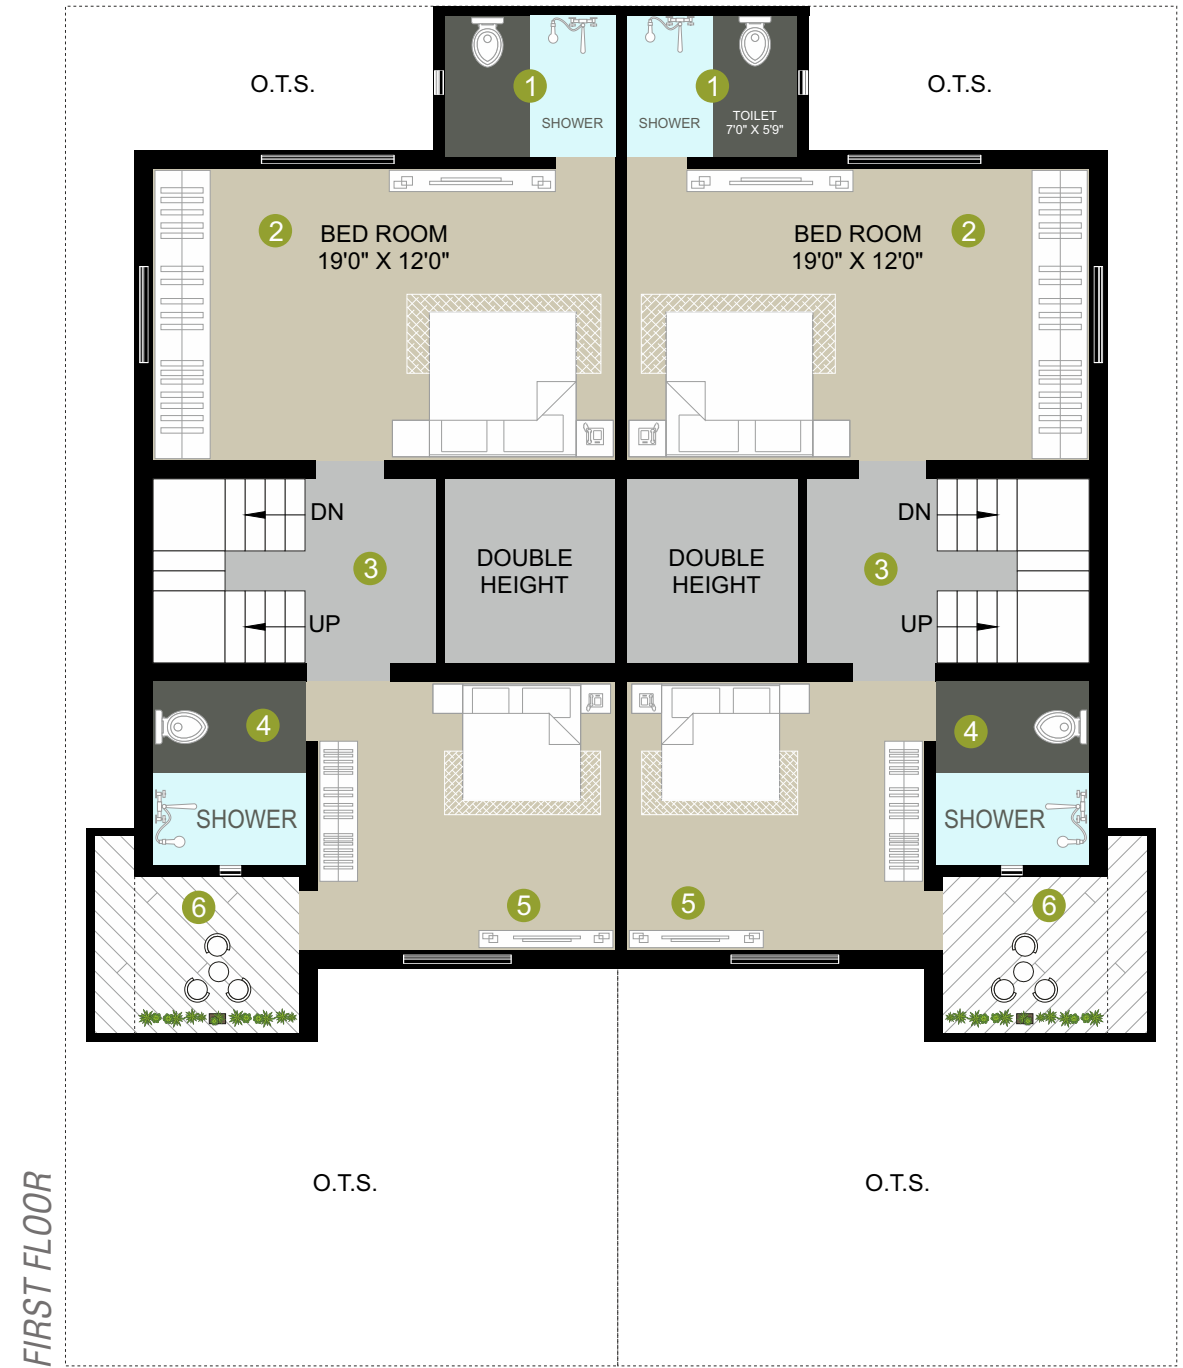 O.T.S.
O.T.S.
1
1
SHOWER
SHOWER
TOILET
7'0" X 5'9"
2
BED ROOM
19'0" X 12'0"
BED ROOM
19'0" X 12'0"
2
DN
DN
3
DOUBLE
HEIGHT
DOUBLE
HEIGHT
3
UP
UP
4
4
SHOWER
SHOWER
6
5
5
6
O.T.S.
O.T.S.
FIRST FLOOR